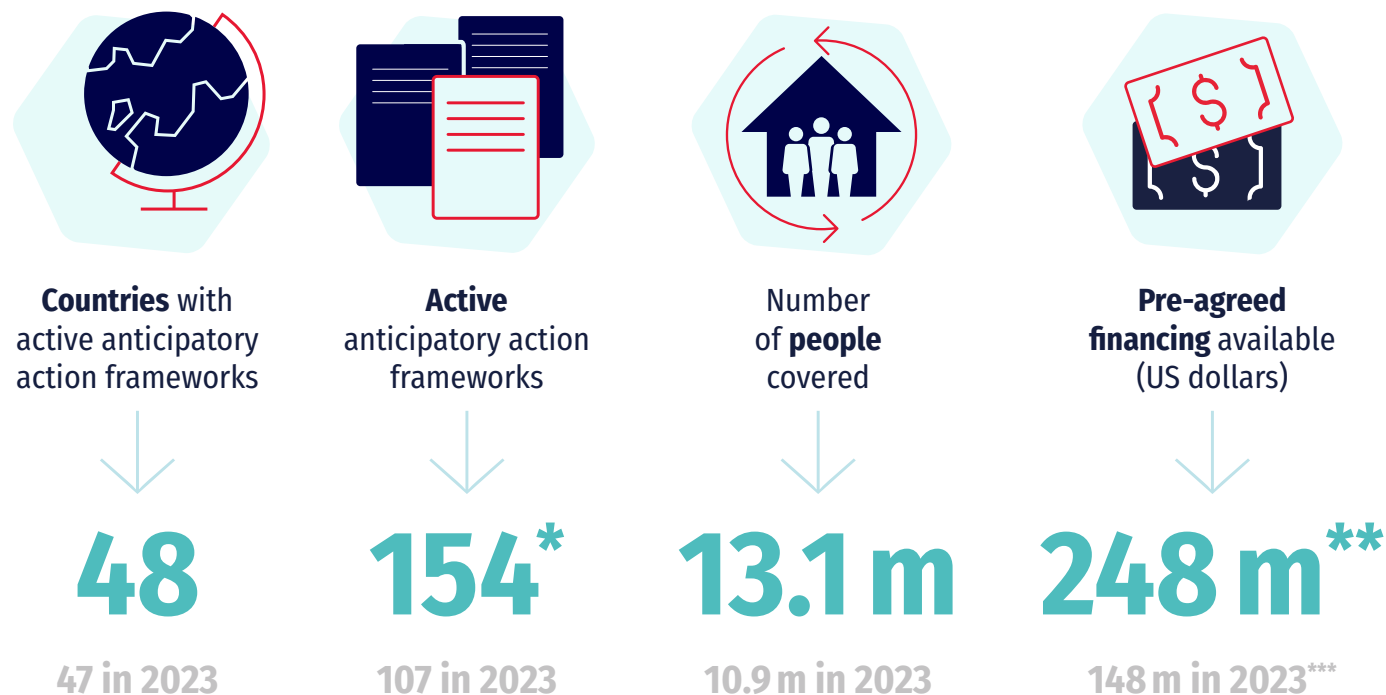 Countries with
active anticipatory
action frameworks
48
47 in 2023
Active
anticipatory action
frameworks
154*
107 in 2023
Number
of people
covered
13.1 m
10.9 m in 2023
$
$
Pre-agreed
financing available
(US dollars)
248 m**
148 m in 2023***